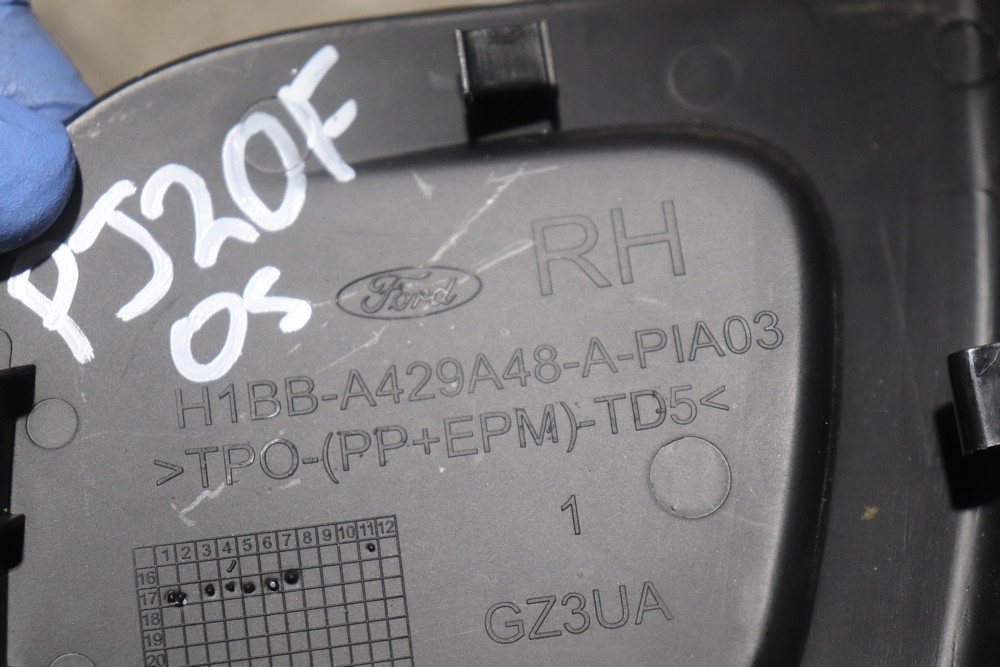 PJ20F
OS
Ford
RH
H1BB-A429A48-A-PIA03
>TPO-(PP+EPM)-TD5<
1
1 2 3 4 5 6 7 8 9 10 11 12
16
17
18
19
20
GZ3UA